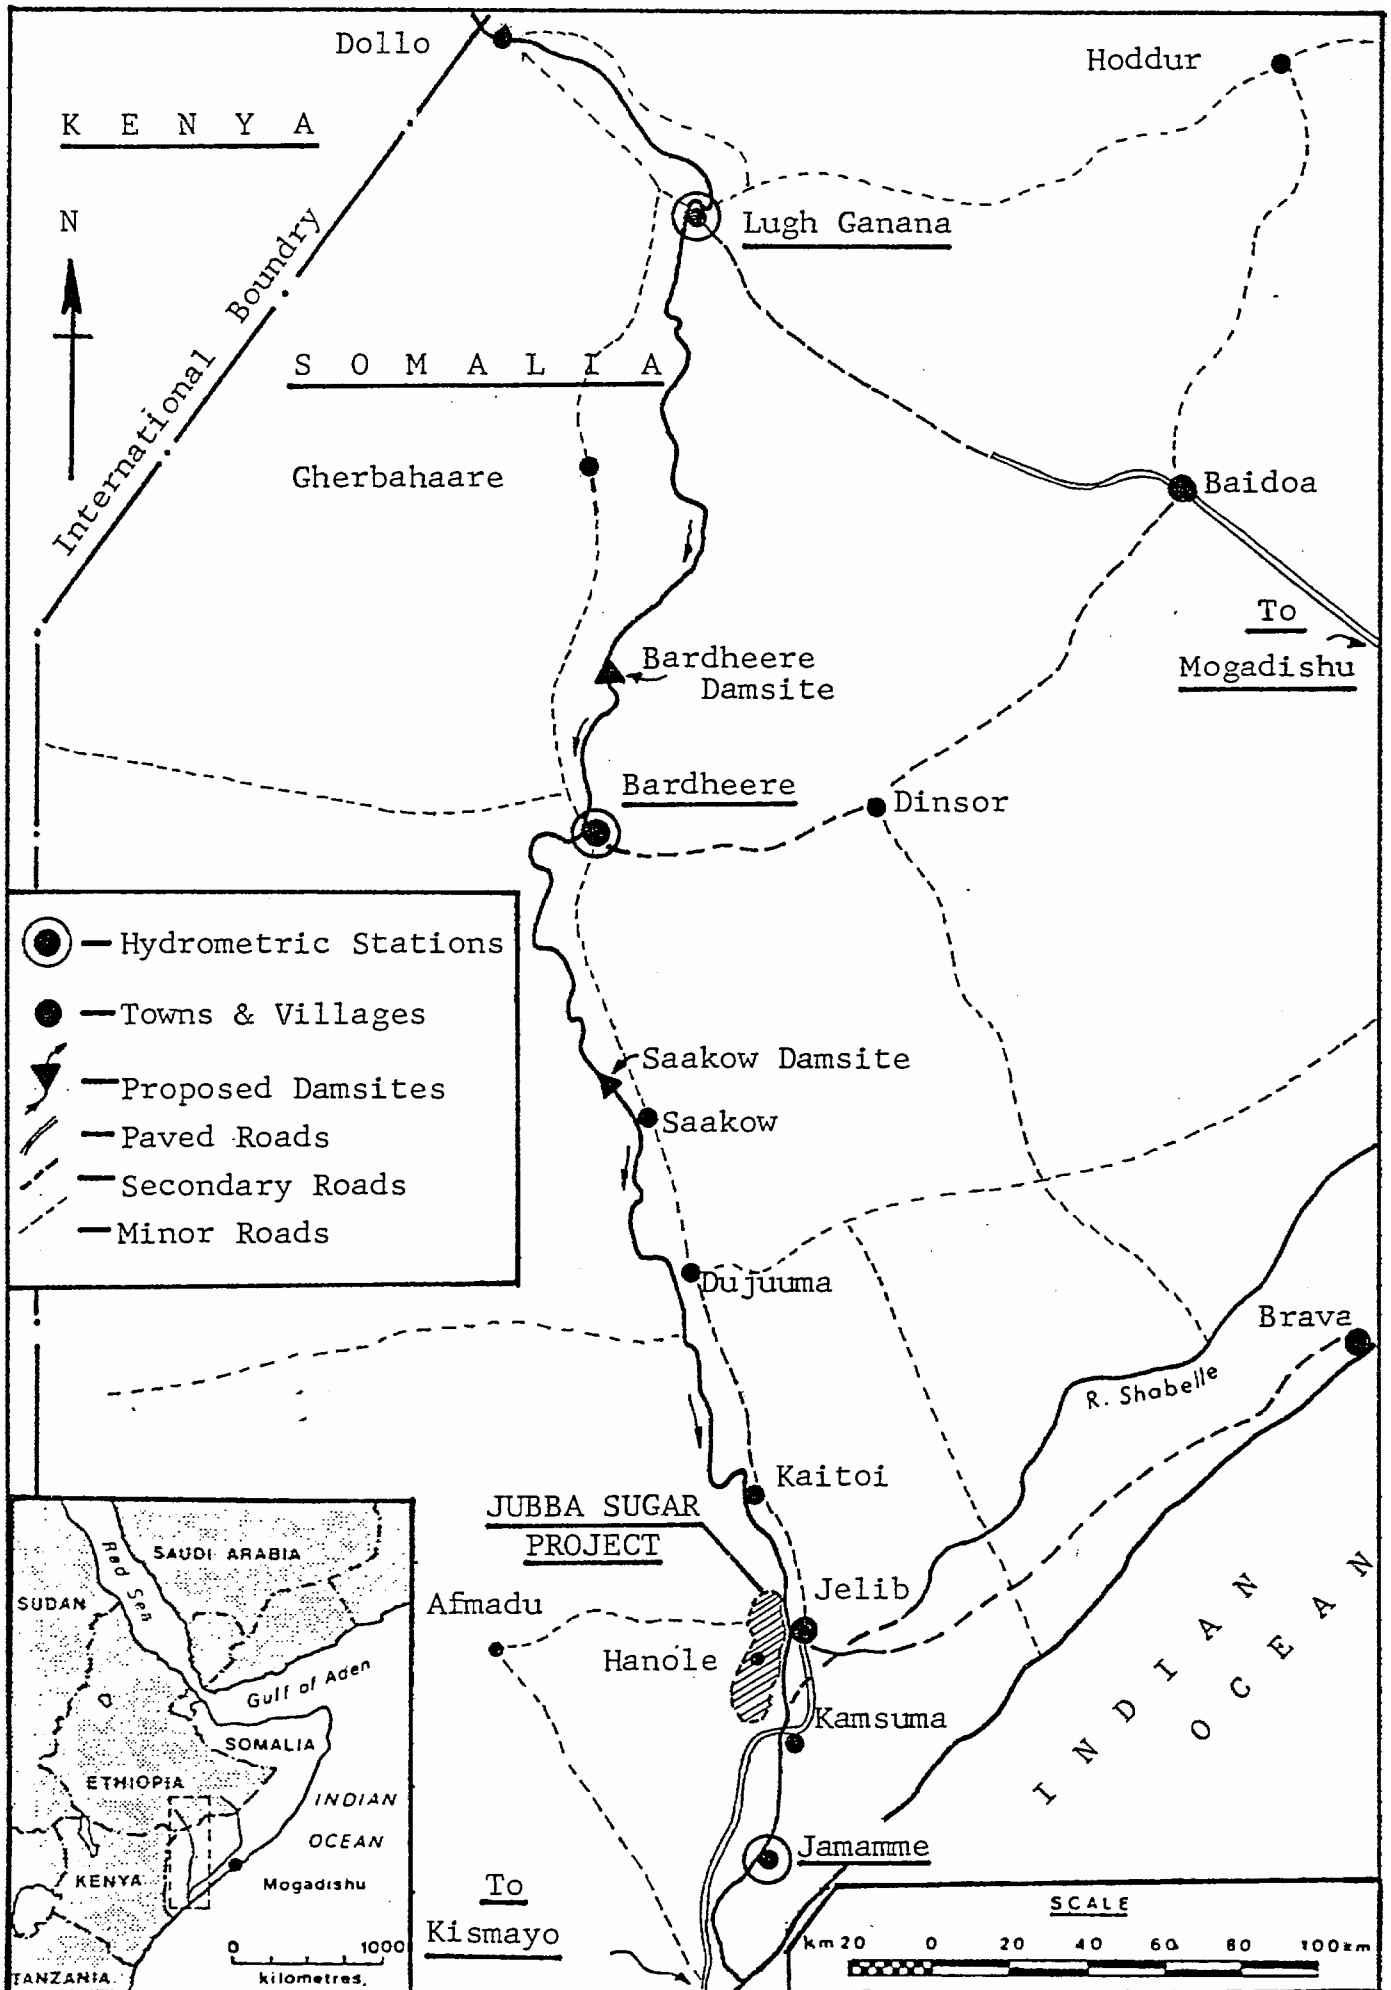 Dollo
Hoddur
K E N Y A
N
Lugh Ganana
International Boundry
S O M A L I A
Gherbahaare
Baidoa
To
Mogadishu
Bardheere
Damsite
Bardheere
Dinsor
Hydrometric Stations
Towns & Villages
Proposed Damsites
Paved Roads
Secondary Roads
Minor Roads
Saakow Damsite
Saakow
Dujuuma
Brava
R. Shabelle
Kaitoi
JUBBA SUGAR
PROJECT
Jelib
Afmadu
Hanole
Kamsuma
I N D I A N
O C E A N
Jamamme
To
Kismayo
SCALE
km 20 0 20 40 60 80 100 km
SAUDI ARABIA
Red Sea
SUDAN
Gulf of Aden
SOMALIA
ETHIOPIA
INDIAN
OCEAN
KENYA
Mogadishu
0 1000
kilometres.
TANZANIA.